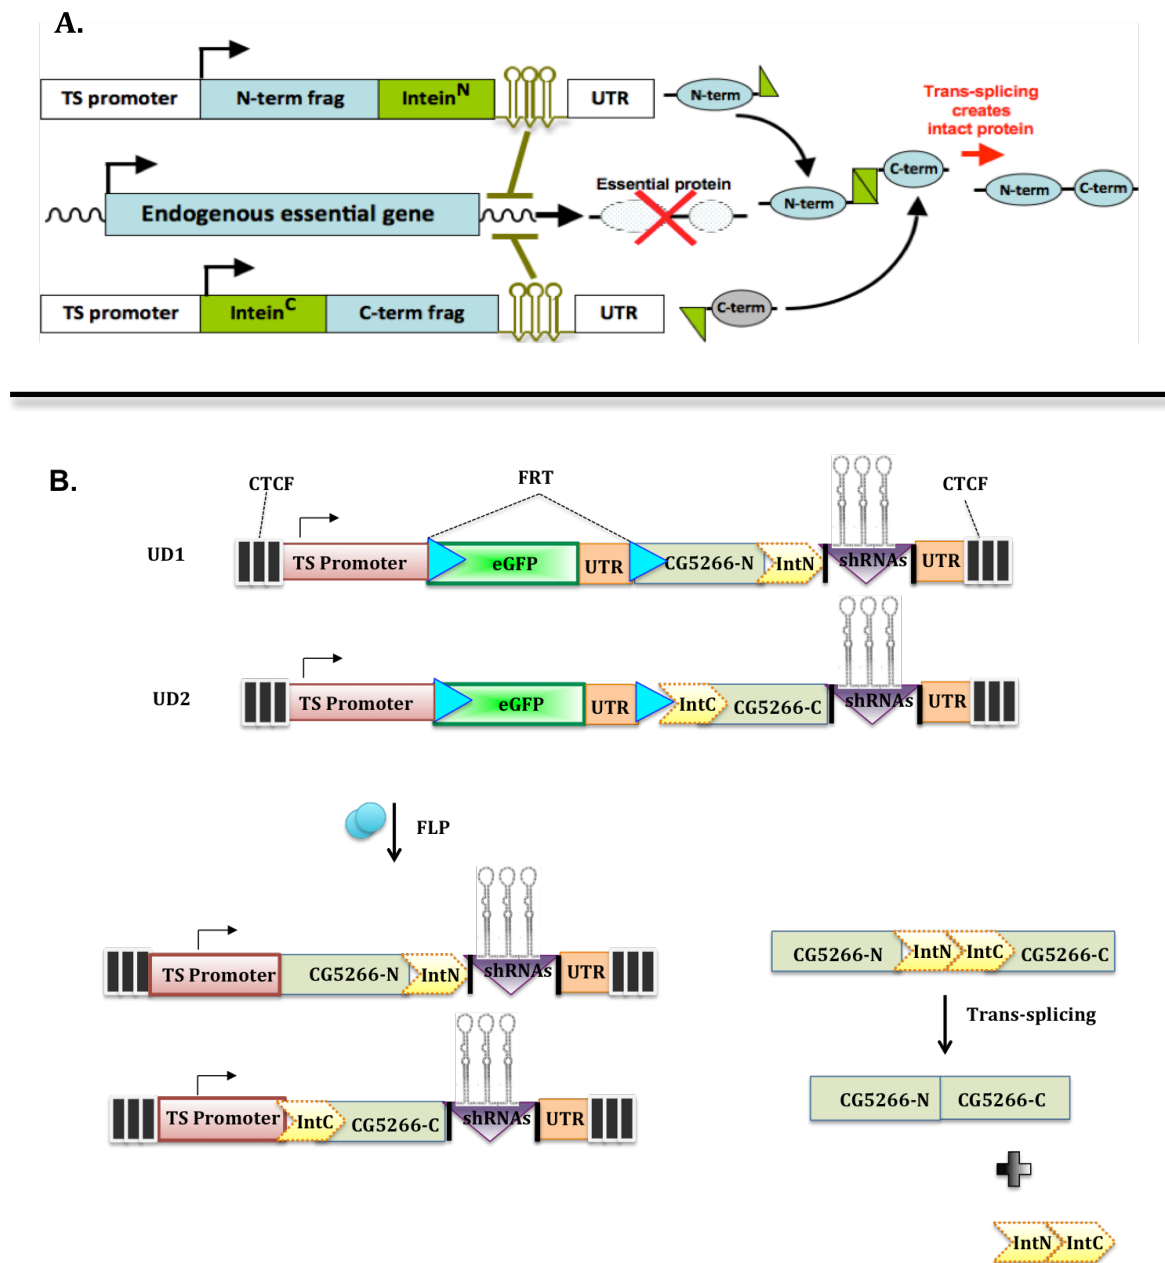 A.
TS promoter N-term frag Intein^N UTR N-term
Trans-splicing
creates
intact protein
C-term
Essential protein
N-term C-term
N-term
Endogenous essential gene
TS promoter Intein^C C-term frag UTR C-term
B.
CTCF FRT CTCF
UD1 TS Promoter eGFP UTR CG5266-N IntN shRNAs UTR
UD2 TS Promoter eGFP UTR IntC CG5266-C shRNAs UTR
FLP
TS Promoter CG5266-N IntN shRNAs UTR
CG5266-N IntN IntC CG5266-C
Trans-splicing
TS Promoter IntC CG5266-C shRNAs UTR
CG5266-N CG5266-C
IntN IntC